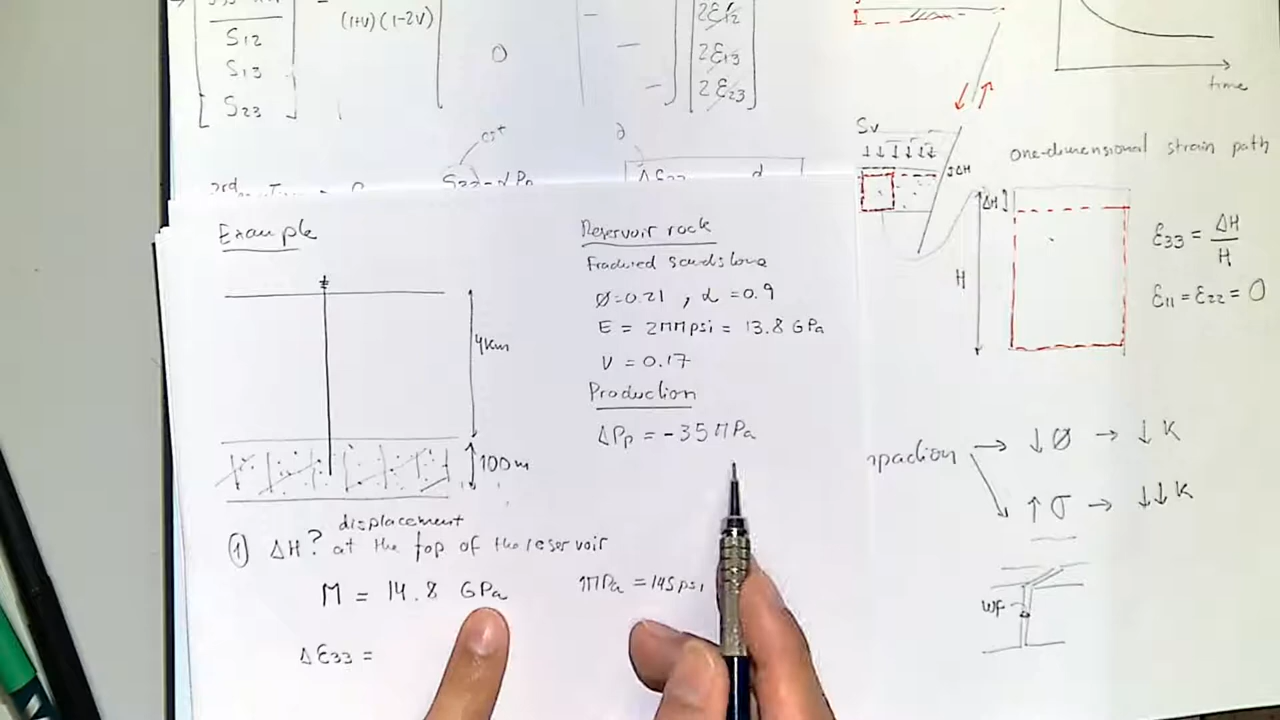 S12
S13
S23
(1+ν)(1-2ν)
0
2ε12
2ε13
2ε23
time
Sv
ΔH
one-dimensional strain path
ΔH
H
ε33 = ΔH
H
ε11 = ε22 = 0
cst
3rd
Example
4km
100m
Reservoir rock
Fractured sandstone
Ø=0.21 , α=0.9
E = 2MMpsi = 13.8 GPa
ν = 0.17
Production
ΔPp = -35 MPa
→ ↓Ø → ↓K
↑σ → ↓↓K
WF
displacement
① ΔH? at the top of the reservoir
M = 14.8 GPa
1MPa = 145psi
Δε33 =